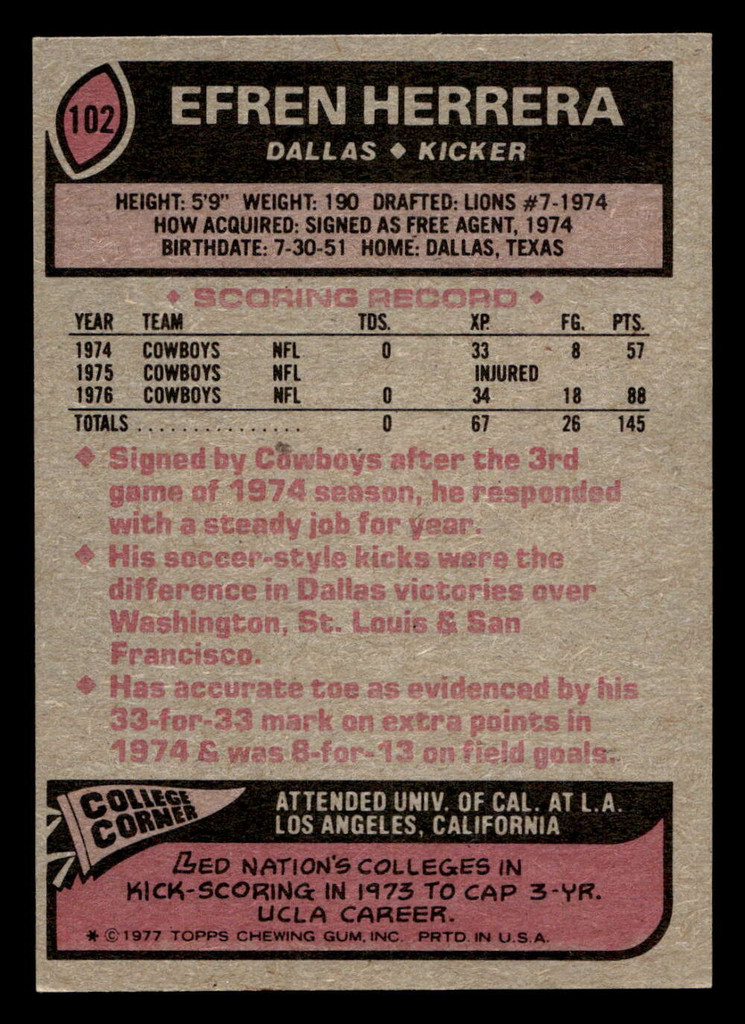 102
EFREN HERRERA
DALLAS ♦ KICKER
HEIGHT: 5'9" WEIGHT: 190 DRAFTED: LIONS #7-1974
HOW ACQUIRED: SIGNED AS FREE AGENT, 1974
BIRTHDATE: 7-30-51 HOME: DALLAS, TEXAS
♦ SCORING RECORD ♦
YEAR TEAM TDS. XP. FG. PTS.
1974 COWBOYS NFL 0 33 8 57
1975 COWBOYS NFL INJURED
1976 COWBOYS NFL 0 34 18 88
TOTALS ............... 0 67 26 145
♦ Signed by Cowboys after the 3rd
game of 1974 season, he responded
with a steady job for year.
♦ His soccer-style kicks were the
difference in Dallas victories over
Washington, St. Louis & San
Francisco.
♦ Has accurate toe as evidenced by his
33-for-33 mark on extra points in
1974 & was 8-for-13 on field goals.
COLLEGE
CORNER
ATTENDED UNIV. OF CAL. AT L.A.
LOS ANGELES, CALIFORNIA
LED NATION'S COLLEGES IN
KICK-SCORING IN 1973 TO CAP 3-YR.
UCLA CAREER.
* © 1977 TOPPS CHEWING GUM, INC. PRTD. IN U.S.A.